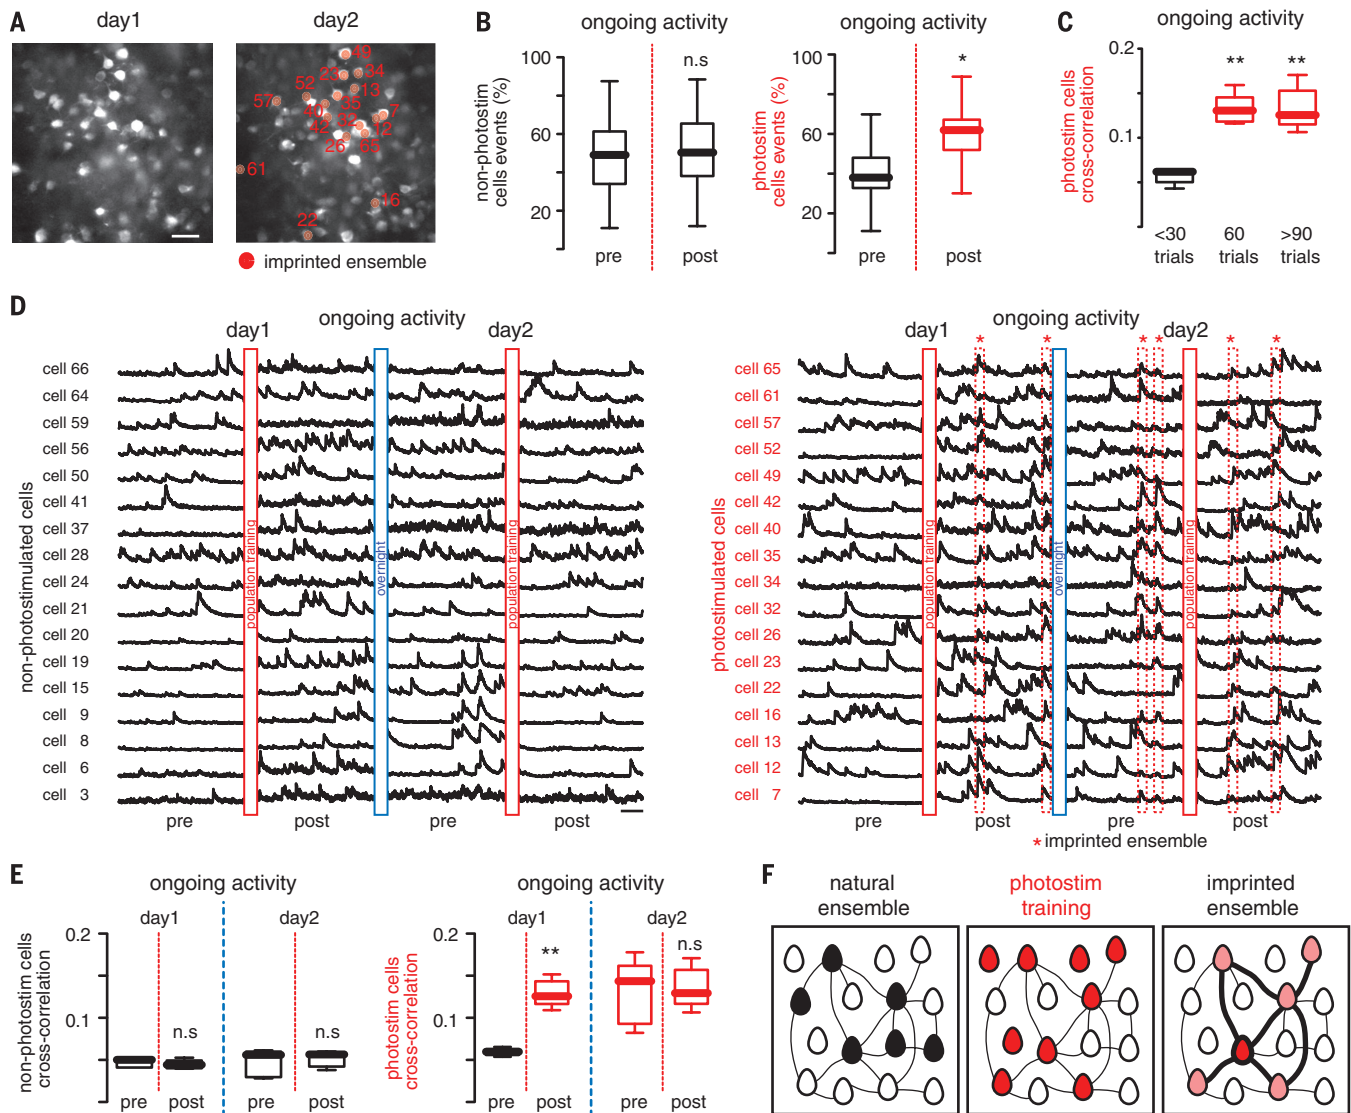 A
day1
day2
49
23
34
52
13
57
35
7
40
32
42
12
26
65
61
16
22
imprinted ensemble
B
ongoing activity
non-photostim
cells events (%)
100
60
20
n.s
pre
post
ongoing activity
photostim
cells events (%)
100
60
20
*
pre
post
C
ongoing activity
photostim cells
cross-correlation
0.2
0.1
**
**
<30
trials
60
trials
>90
trials
D
ongoing activity
day1
day2
non-photostimulated cells
cell 66
cell 64
cell 59
cell 56
cell 50
cell 41
cell 37
cell 28
cell 24
cell 21
cell 20
cell 19
cell 15
cell 9
cell 8
cell 6
cell 3
population training
overnight
population training
pre
post
pre
post
ongoing activity
day1
day2
* * * * * *
photostimulated cells
cell 65
cell 61
cell 57
cell 52
cell 49
cell 42
cell 40
cell 35
cell 34
cell 32
cell 26
cell 23
cell 22
cell 16
cell 13
cell 12
cell 7
population training
overnight
population training
pre
post
pre
post
* imprinted ensemble
E
ongoing activity
day1
day2
non-photostim cells
cross-correlation
0.2
0.1
n.s
n.s
pre
post
pre
post
ongoing activity
day1
day2
photostim cells
cross-correlation
0.2
0.1
**
n.s
pre
post
pre
post
F
natural
ensemble
photostim
training
imprinted
ensemble